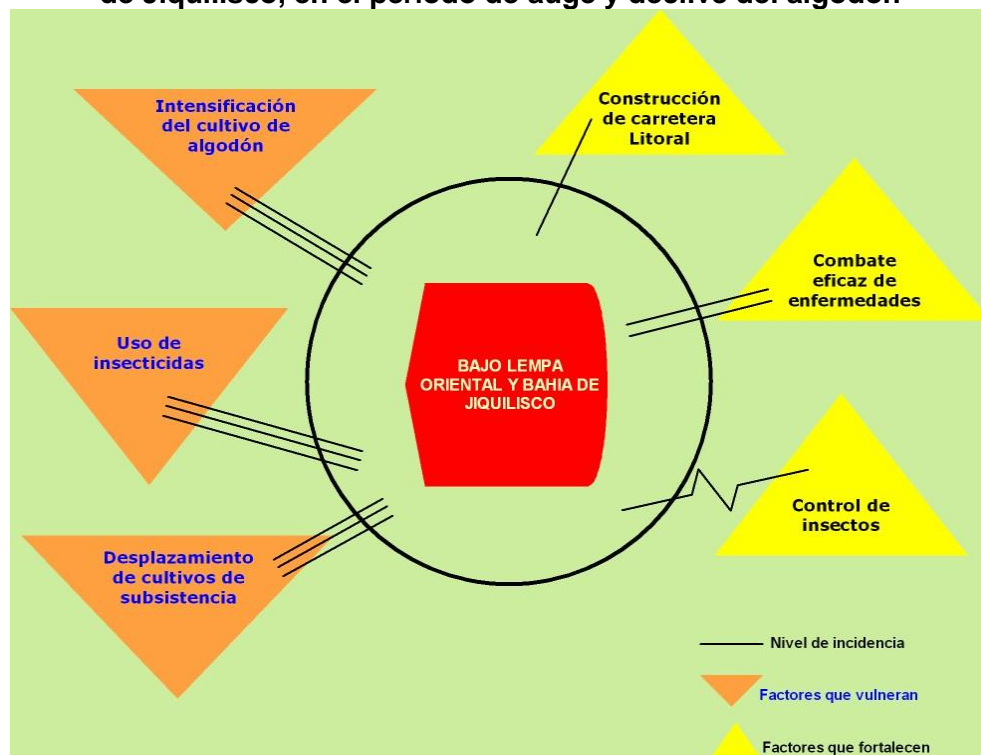 de Jiquilisco, en el período de auge y declive del algodón
Intensificación
del cultivo de
algodón
Construcción
de carretera
Litoral
Combate
eficaz de
enfermedades
Uso de
insecticidas
BAJO LEMPA
ORIENTAL Y BAHIA DE
JIQUILISCO
Control de
insectos
Desplazamiento
de cultivos de
subsistencia
Nivel de incidencia
Factores que vulneran
Factores que fortalecen